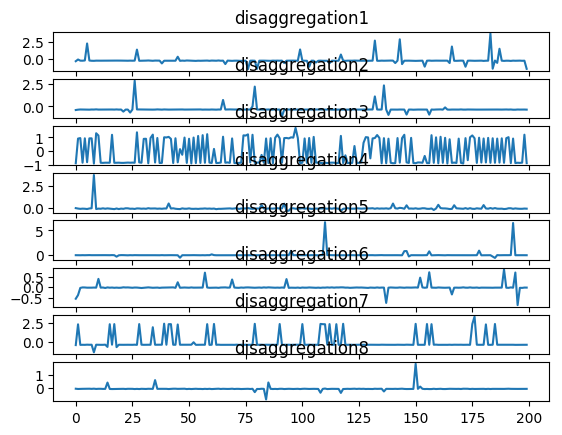 disaggregation1
2.5
0.0
disaggregation2
2.5
0.0
disaggregation3
1
0
−1
disaggregation4
2.5
0.0
disaggregation5
5
0
disaggregation6
0.5
0.0
−0.5
disaggregation7
2.5
0.0
disaggregation8
1
0
0 25 50 75 100 125 150 175 200